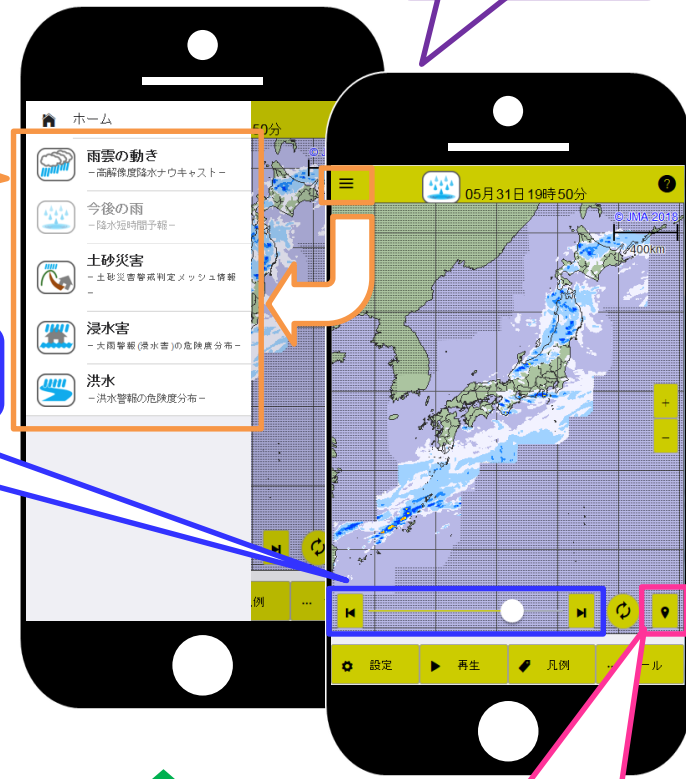 ホーム
雨雲の動き
－高解像度降水ナウキャスト－
今後の雨
－降水短時間予報－
土砂災害
－土砂災害警戒判定メッシュ情報
－
浸水害
－大雨警報(浸水害)の危険度分布－
洪水
－洪水警報の危険度分布－
50分
例
...
05月31日19時50分
?
© JMA 2018
400km
+
−
設定
再生
凡例
ール